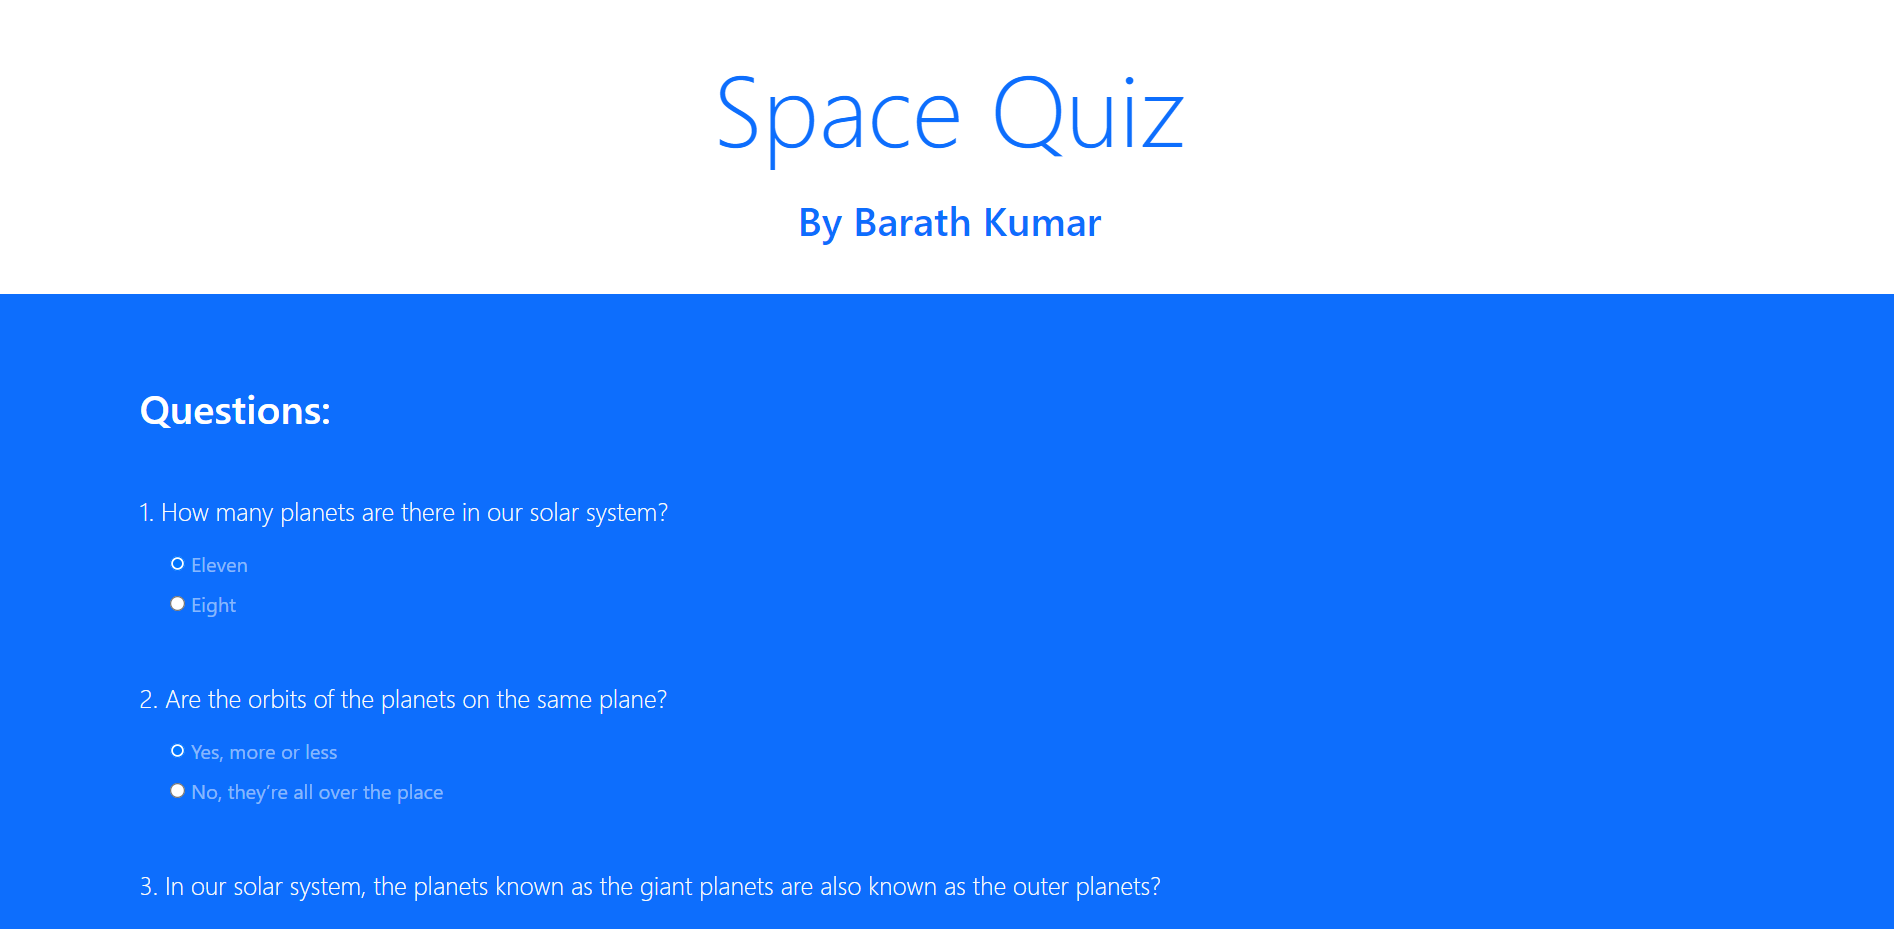 Space Quiz
By Barath Kumar
Questions:
1. How many planets are there in our solar system?
Eleven
Eight
2. Are the orbits of the planets on the same plane?
Yes, more or less
No, they’re all over the place
3. In our solar system, the planets known as the giant planets are also known as the outer planets?